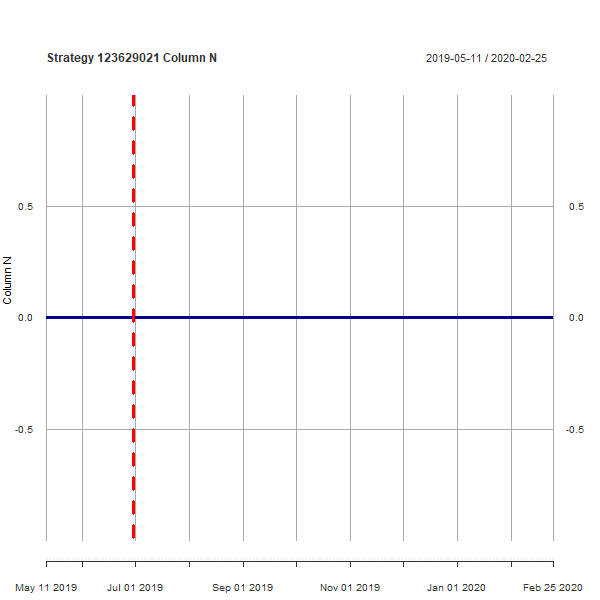 Strategy 123629021 Column N
2019-05-11 / 2020-02-25
0.5
0.5
Column N
0.0
0.0
-0.5
-0.5
May 11 2019
Jul 01 2019
Sep 01 2019
Nov 01 2019
Jan 01 2020
Feb 25 2020